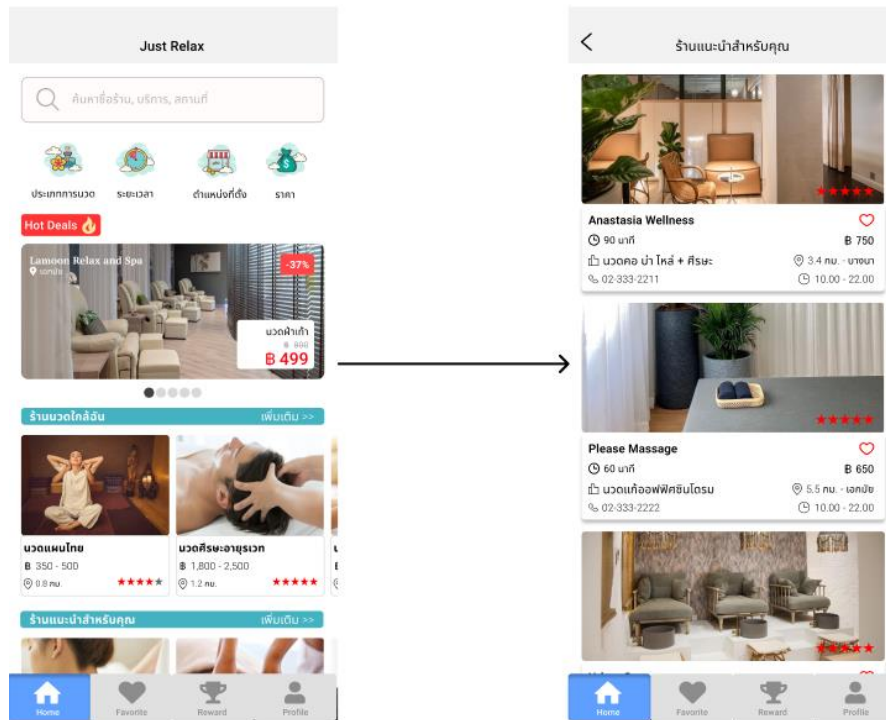 Just Relax
ค้นหาชื่อร้าน, บริการ, สถานที่
ประเภทการนวด
ระยะเวลา
ตำแหน่งที่ตั้ง
ราคา
Hot Deals
Lamoon Relax and Spa
-37%
นวดฝ่าเท้า
฿ 800
฿ 499
ร้านนวดใกล้ฉัน
เพิ่มเติม >>
นวดแผนไทย
฿ 350 - 500
0.8 กม.
นวดศีรษะอายุรเวท
฿ 1,800 - 2,500
1.2 กม.
ร้านแนะนำสำหรับคุณ
เพิ่มเติม >>
Home
Favorite
Reward
Profile
ร้านแนะนำสำหรับคุณ
Anastasia Wellness
90 นาที
฿ 750
นวดคอ บ่า ไหล่ + ศีรษะ
3.4 กม. - บางนา
02-333-2211
10.00 - 22.00
Please Massage
60 นาที
฿ 650
นวดแก้ออฟฟิศซินโดรม
5.5 กม. - เอกมัย
02-333-2222
10.00 - 22.00
Home
Favorite
Reward
Profile